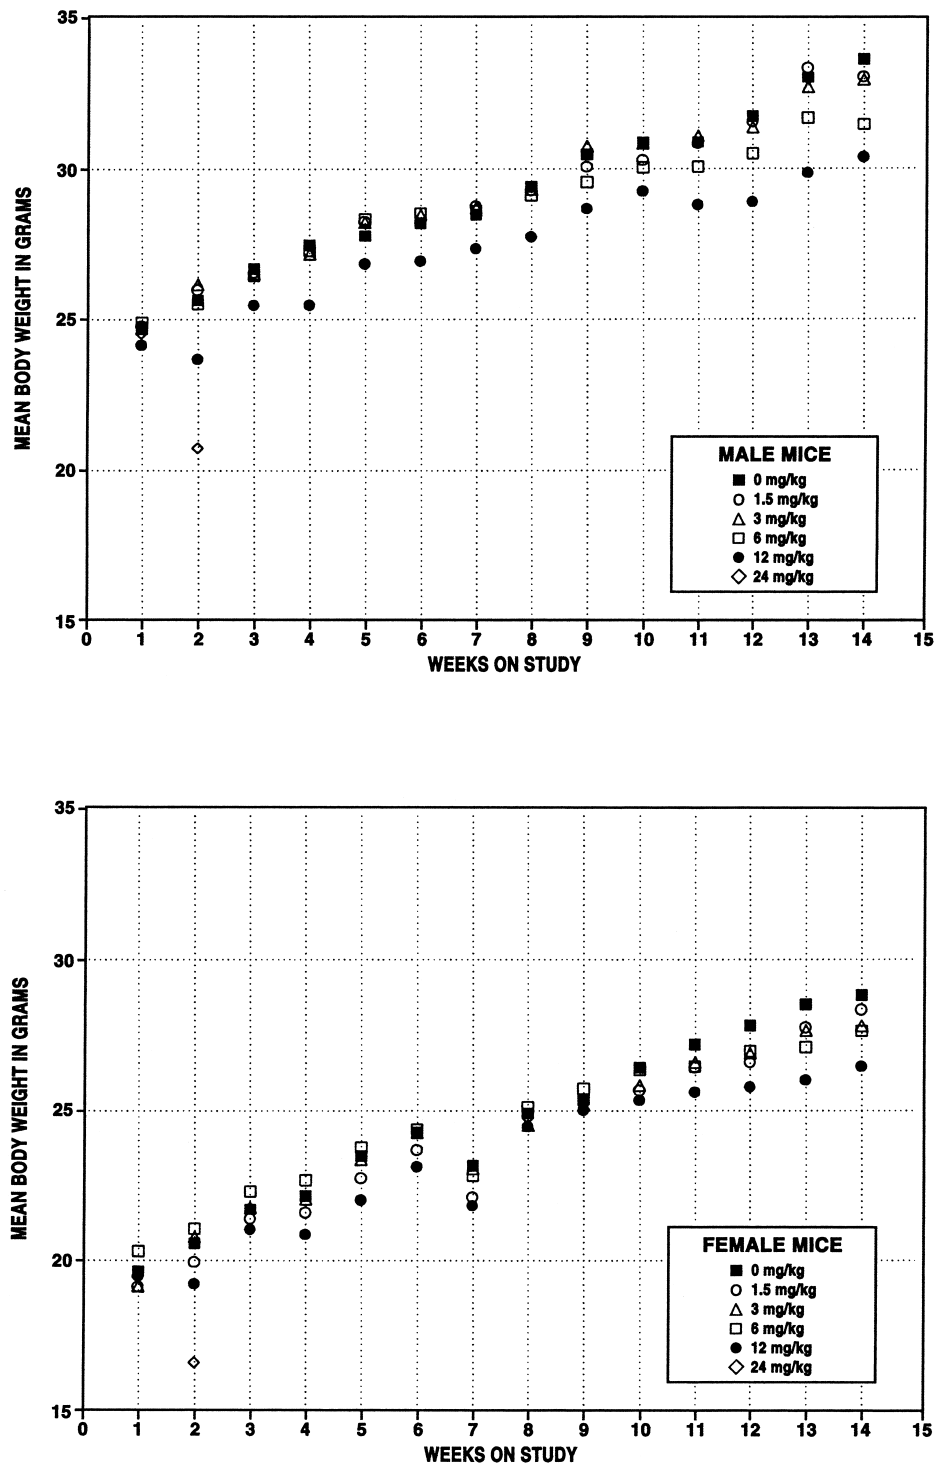 35
30
25
20
15
MEAN BODY WEIGHT IN GRAMS
MALE MICE
0 mg/kg
1.5 mg/kg
3 mg/kg
6 mg/kg
12 mg/kg
24 mg/kg
0 1 2 3 4 5 6 7 8 9 10 11 12 13 14 15
WEEKS ON STUDY
35
30
25
20
15
MEAN BODY WEIGHT IN GRAMS
FEMALE MICE
0 mg/kg
1.5 mg/kg
3 mg/kg
6 mg/kg
12 mg/kg
24 mg/kg
0 1 2 3 4 5 6 7 8 9 10 11 12 13 14 15
WEEKS ON STUDY